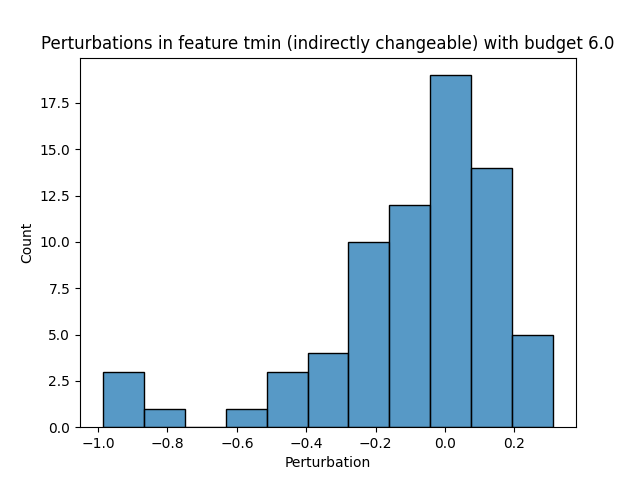 Perturbations in feature tmin (indirectly changeable) with budget 6.0
17.5
15.0
12.5
10.0
7.5
5.0
2.5
0.0
Count
−1.0 −0.8 −0.6 −0.4 −0.2 0.0 0.2
Perturbation